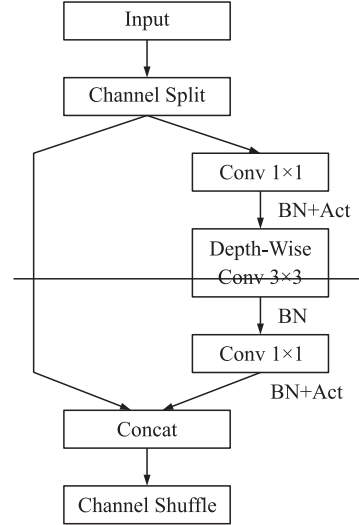 Input
Channel Split
Conv 1×1
BN+Act
Depth-Wise
Conv 3×3
BN
Conv 1×1
BN+Act
Concat
Channel Shuffle